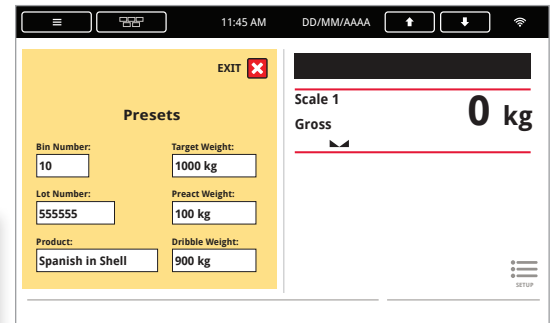 11:45 AM DD/MM/AAAA
EXIT
Presets
Bin Number: Target Weight:
10 1000 kg
Lot Number: Preact Weight:
555555 100 kg
Product: Dribble Weight:
Spanish in Shell 900 kg
Scale 1
Gross
0 kg
SETUP